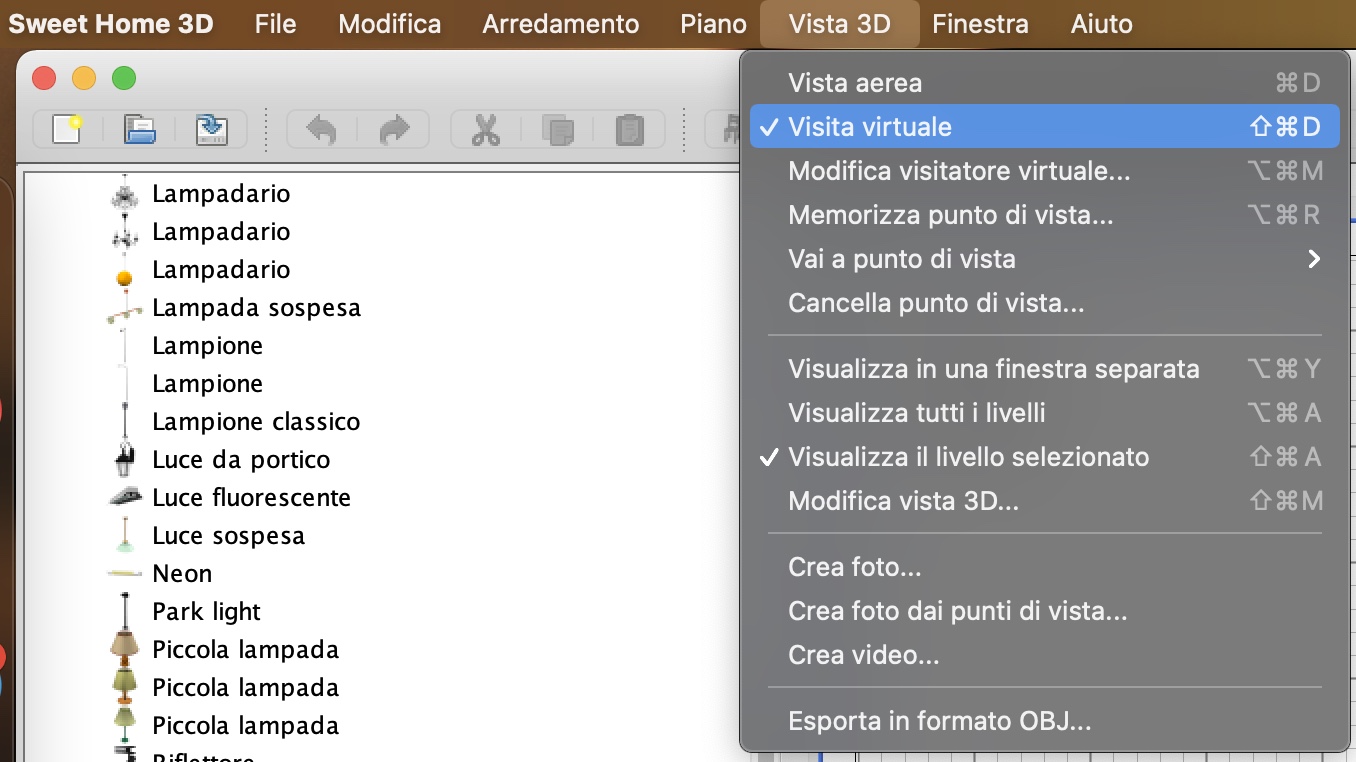 Sweet Home 3D File Modifica Arredamento Piano Vista 3D Finestra Aiuto
Lampadario
Lampadario
Lampadario
Lampada sospesa
Lampione
Lampione
Lampione classico
Luce da portico
Luce fluorescente
Luce sospesa
Neon
Park light
Piccola lampada
Piccola lampada
Piccola lampada
Riflettore
Vista aerea ⌘D
✓ Visita virtuale ⇧⌘D
Modifica visitatore virtuale... ⌥⌘M
Memorizza punto di vista... ⌥⌘R
Vai a punto di vista
Cancella punto di vista...
Visualizza in una finestra separata ⌥⌘Y
Visualizza tutti i livelli ⌥⌘A
✓ Visualizza il livello selezionato ⇧⌘A
Modifica vista 3D... ⇧⌘M
Crea foto...
Crea foto dai punti di vista...
Crea video...
Esporta in formato OBJ...